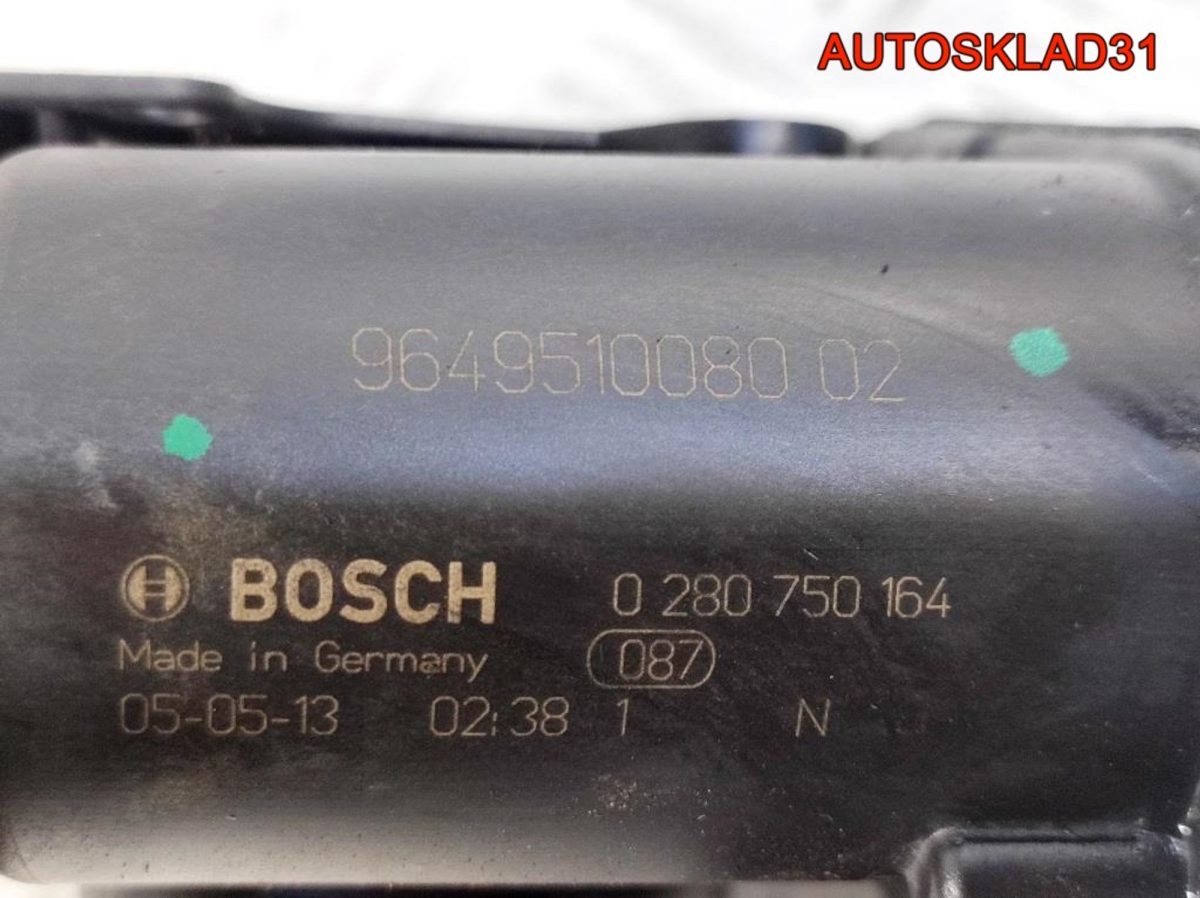 AUTOSKLAD31
9649510080 02
BOSCH 0 280 750 164
Made in Germany 087
05-05-13 02:38 1 N